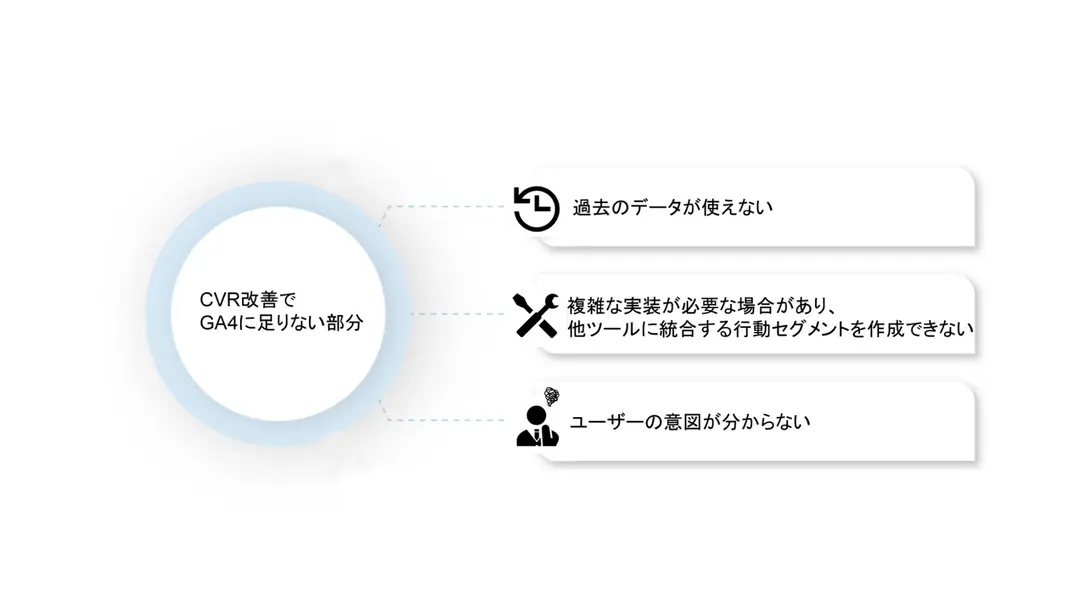 CVR改善で
GA4に足りない部分
過去のデータが使えない
複雑な実装が必要な場合があり、
他ツールに統合する行動セグメントを作成できない
ユーザーの意図が分からない